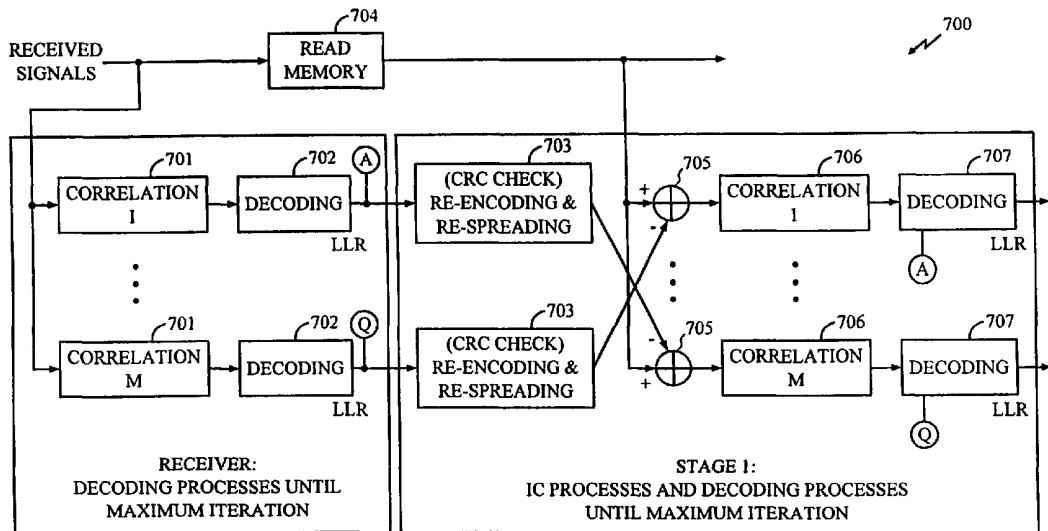 704
700
RECEIVED
SIGNALS
READ
MEMORY
701
702
A
703
705
706
707
CORRELATION
I
DECODING
LLR
(CRC CHECK)
RE-ENCODING &
RE-SPREADING
+
-
CORRELATION
1
DECODING
LLR
A
701
702
Q
703
705
706
707
CORRELATION
M
DECODING
LLR
(CRC CHECK)
RE-ENCODING &
RE-SPREADING
-
+
CORRELATION
M
DECODING
LLR
Q
RECEIVER:
DECODING PROCESSES UNTIL
MAXIMUM ITERATION
STAGE 1:
IC PROCESSES AND DECODING PROCESSES
UNTIL MAXIMUM ITERATION